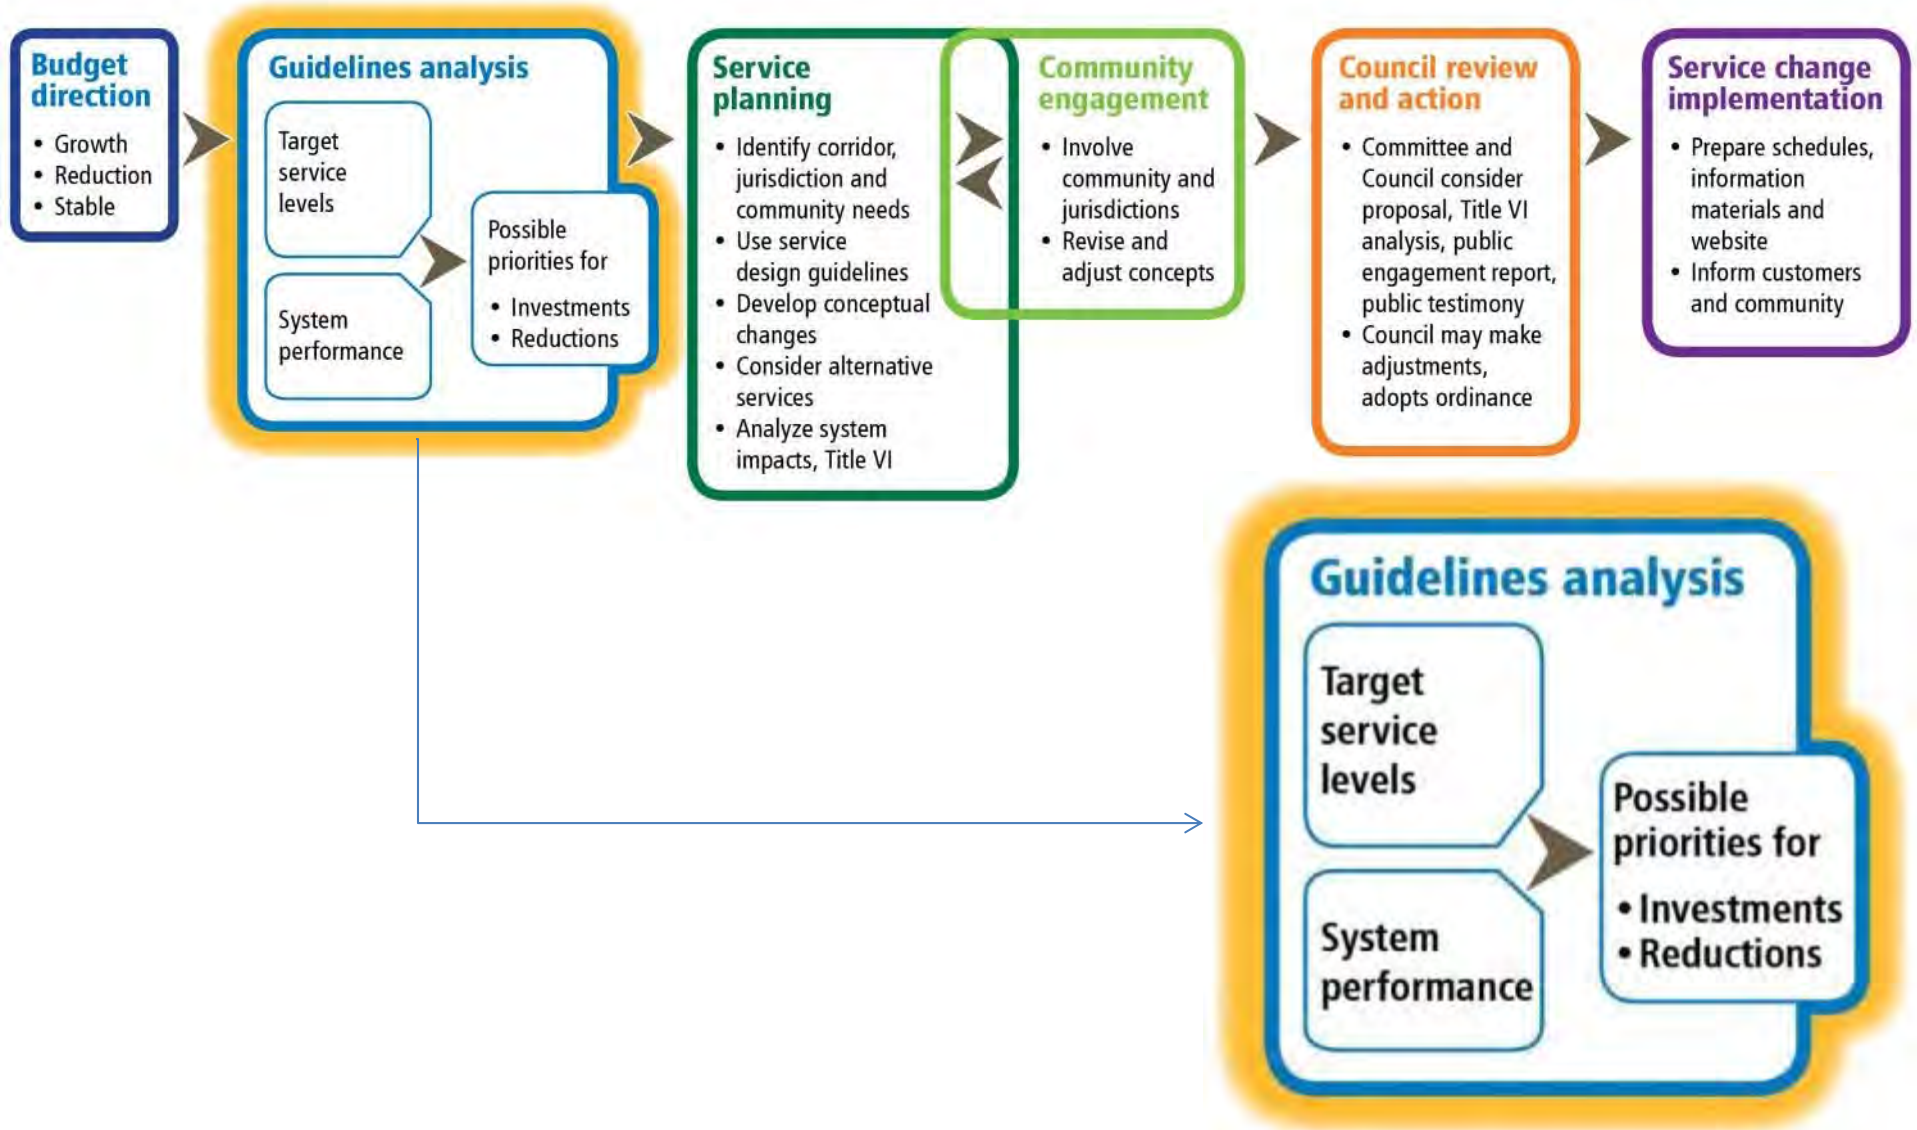 Budget
direction
• Growth
• Reduction
• Stable
Guidelines analysis
Target
service
levels
System
performance
Possible
priorities for
• Investments
• Reductions
Service
planning
• Identify corridor,
jurisdiction and
community needs
• Use service
design guidelines
• Develop conceptual
changes
• Consider alternative
services
• Analyze system
impacts, Title VI
Community
engagement
• Involve
community and
jurisdictions
• Revise and
adjust concepts
Council review
and action
• Committee and
Council consider
proposal, Title VI
analysis, public
engagement report,
public testimony
• Council may make
adjustments,
adopts ordinance
Service change
implementation
• Prepare schedules,
information
materials and
website
• Inform customers
and community
Guidelines analysis
Target
service
levels
System
performance
Possible
priorities for
• Investments
• Reductions